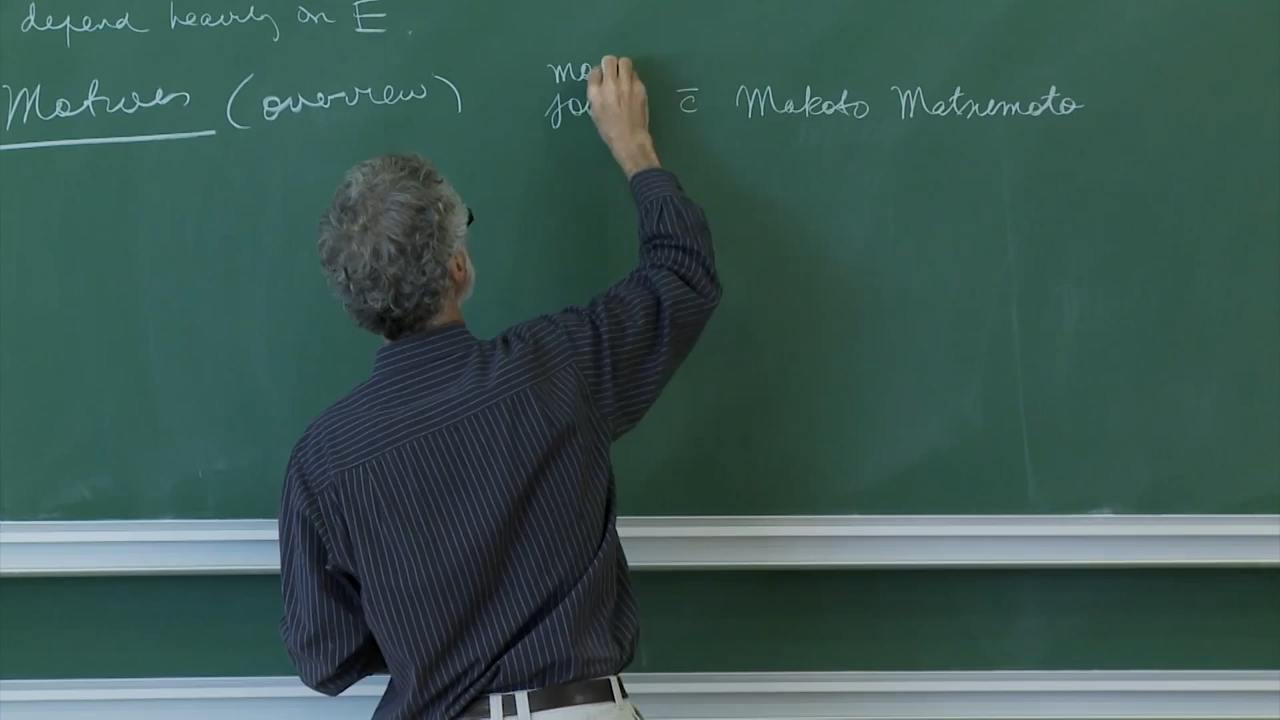 depend heavily on E.
Motives (overview)
c̄ Makoto Matsumoto